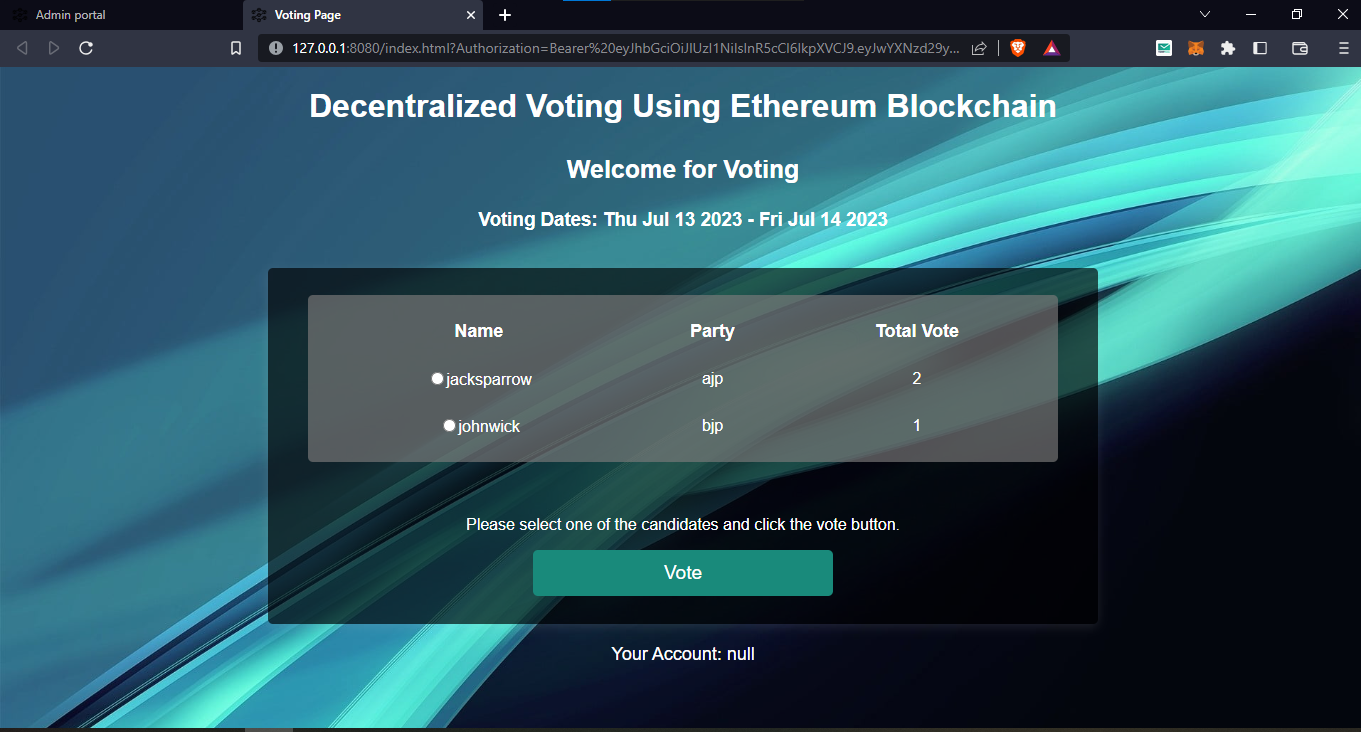 Admin portal
Voting Page
127.0.0.1:8080/index.html?Authorization=Bearer%20eyJhbGciOiJIUzI1NiIsInR5cCI6IkpXVCJ9.eyJwYXNzd29y...
Decentralized Voting Using Ethereum Blockchain
Welcome for Voting
Voting Dates: Thu Jul 13 2023 - Fri Jul 14 2023
Name Party Total Vote
jacksparrow ajp 2
johnwick bjp 1
Please select one of the candidates and click the vote button.
Vote
Your Account: null